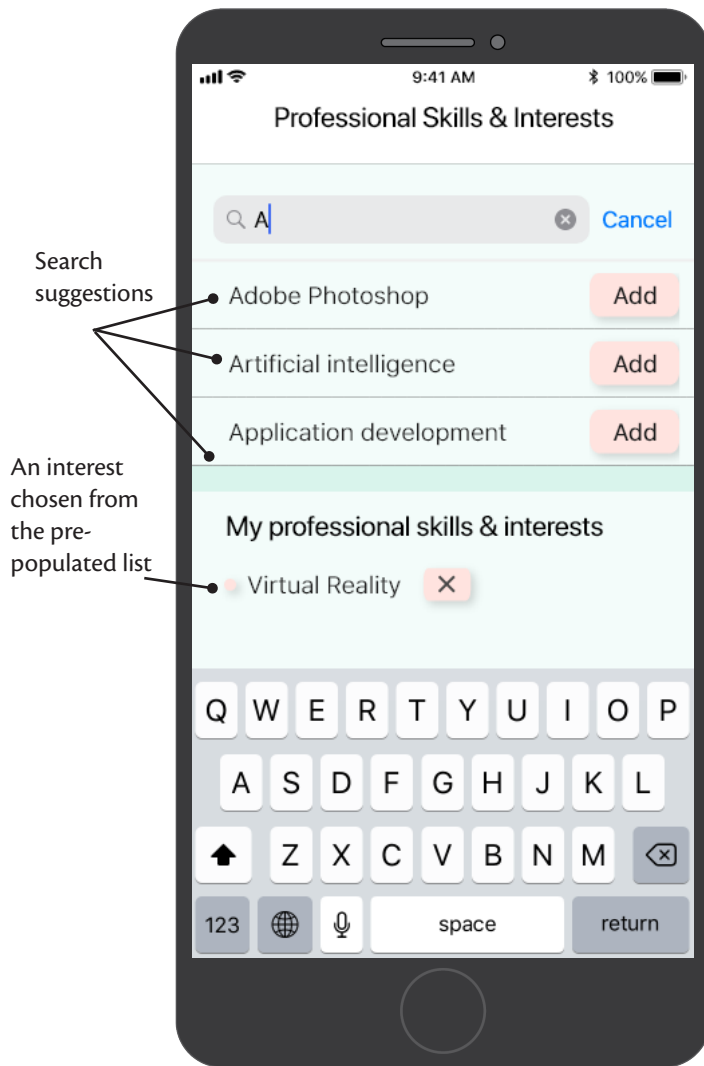 9:41 AM
100%
Professional Skills & Interests
A
Cancel
Search
suggestions
Adobe Photoshop
Add
Artificial intelligence
Add
Application development
Add
An interest
chosen from
the pre-
populated list
My professional skills & interests
Virtual Reality
Q W E R T Y U I O P
A S D F G H J K L
Z X C V B N M
123
space
return